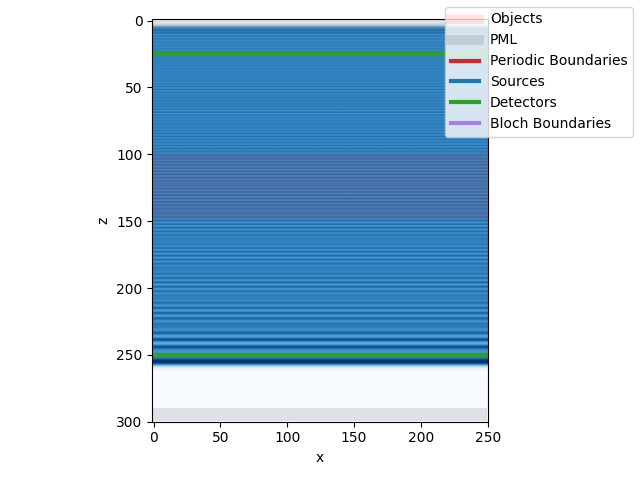 Objects
PML
Periodic Boundaries
Sources
Detectors
Bloch Boundaries
0
50
100
150
200
250
300
z
0 50 100 150 200 250
x